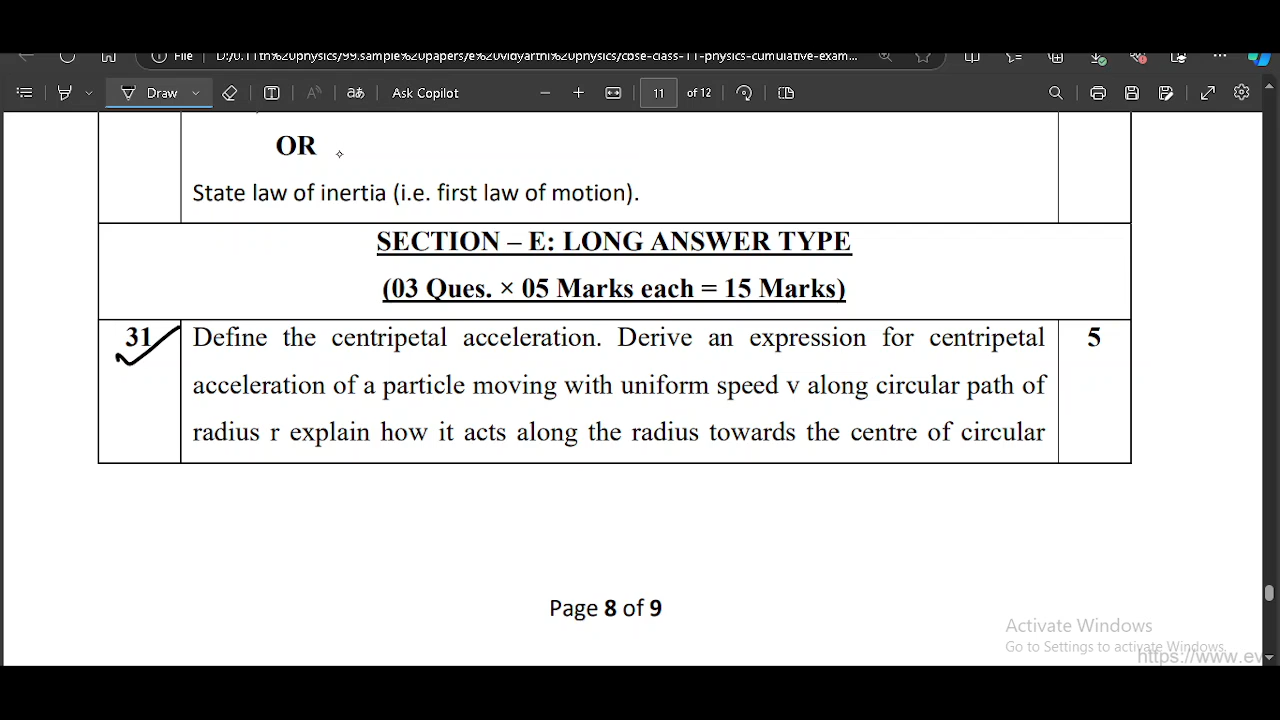 File D:/0.11th%20physics/99.sample%20papers/e%20vidyarthi%20physics/cbse-class-11-physics-cumulative-exam...
Draw Ask Copilot 11 of 12
OR
State law of inertia (i.e. first law of motion).
SECTION – E: LONG ANSWER TYPE
(03 Ques. × 05 Marks each = 15 Marks)
31 Define the centripetal acceleration. Derive an expression for centripetal 5
acceleration of a particle moving with uniform speed v along circular path of
radius r explain how it acts along the radius towards the centre of circular
Page 8 of 9
Activate Windows
Go to Settings to activate Windows.
https://www.ev